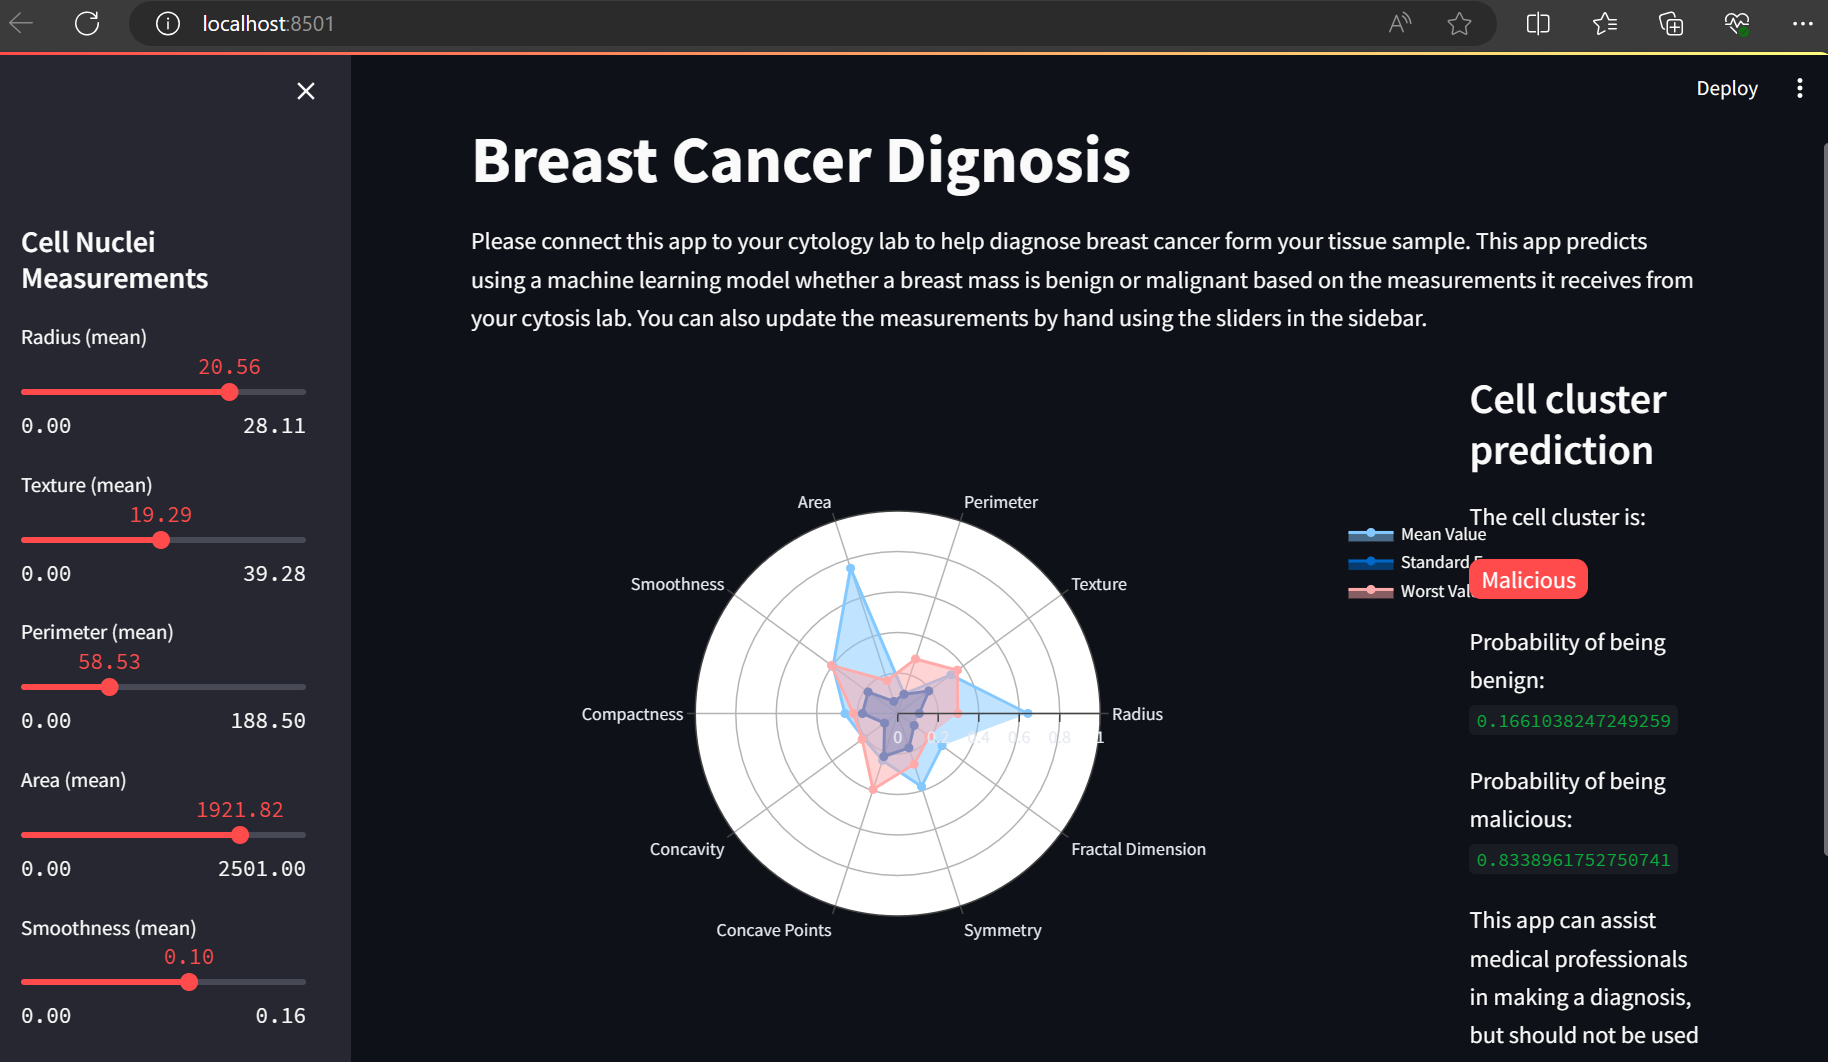 localhost:8501
Deploy
Cell Nuclei
Measurements
Radius (mean)
20.56
0.00 28.11
Texture (mean)
19.29
0.00 39.28
Perimeter (mean)
58.53
0.00 188.50
Area (mean)
1921.82
0.00 2501.00
Smoothness (mean)
0.10
0.00 0.16
Breast Cancer Dignosis
Please connect this app to your cytology lab to help diagnose breast cancer form your tissue sample. This app predicts
using a machine learning model whether a breast mass is benign or malignant based on the measurements it receives from
your cytosis lab. You can also update the measurements by hand using the sliders in the sidebar.
Area
Perimeter
Smoothness
Texture
Compactness
Radius
0 0.2 0.4 0.6 0.8 1
Concavity
Fractal Dimension
Concave Points
Symmetry
Mean Value
Standard
Worst
Cell cluster
prediction
The cell cluster is:
Malicious
Probability of being
benign:
0.1661038247249259
Probability of being
malicious:
0.8338961752750741
This app can assist
medical professionals
in making a diagnosis,
but should not be used